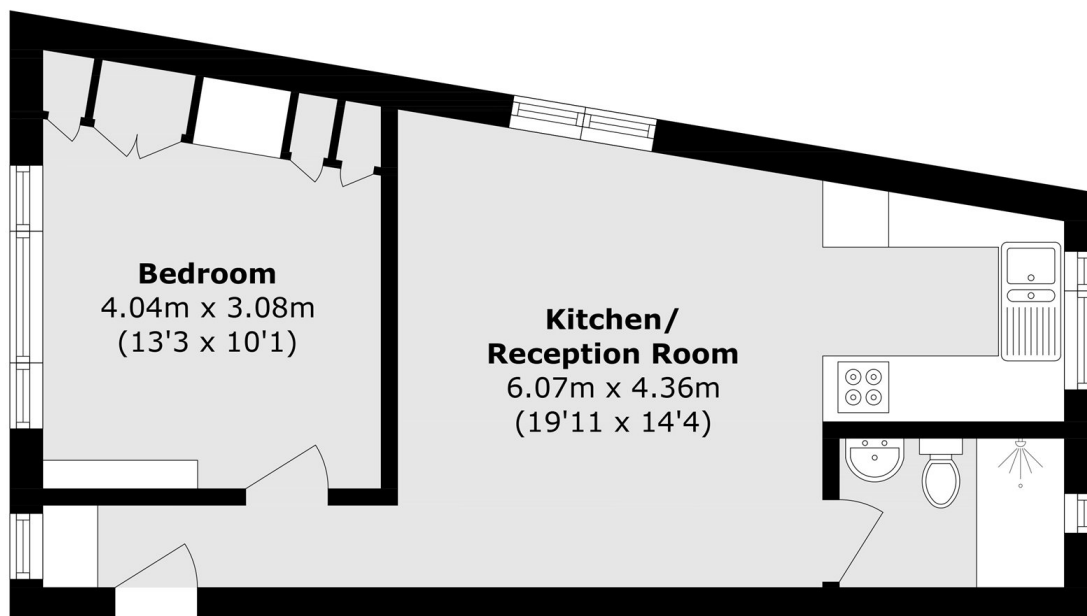 Bedroom
4.04m x 3.08m
(13'3 x 10'1)
Kitchen/
Reception Room
6.07m x 4.36m
(19'11 x 14'4)